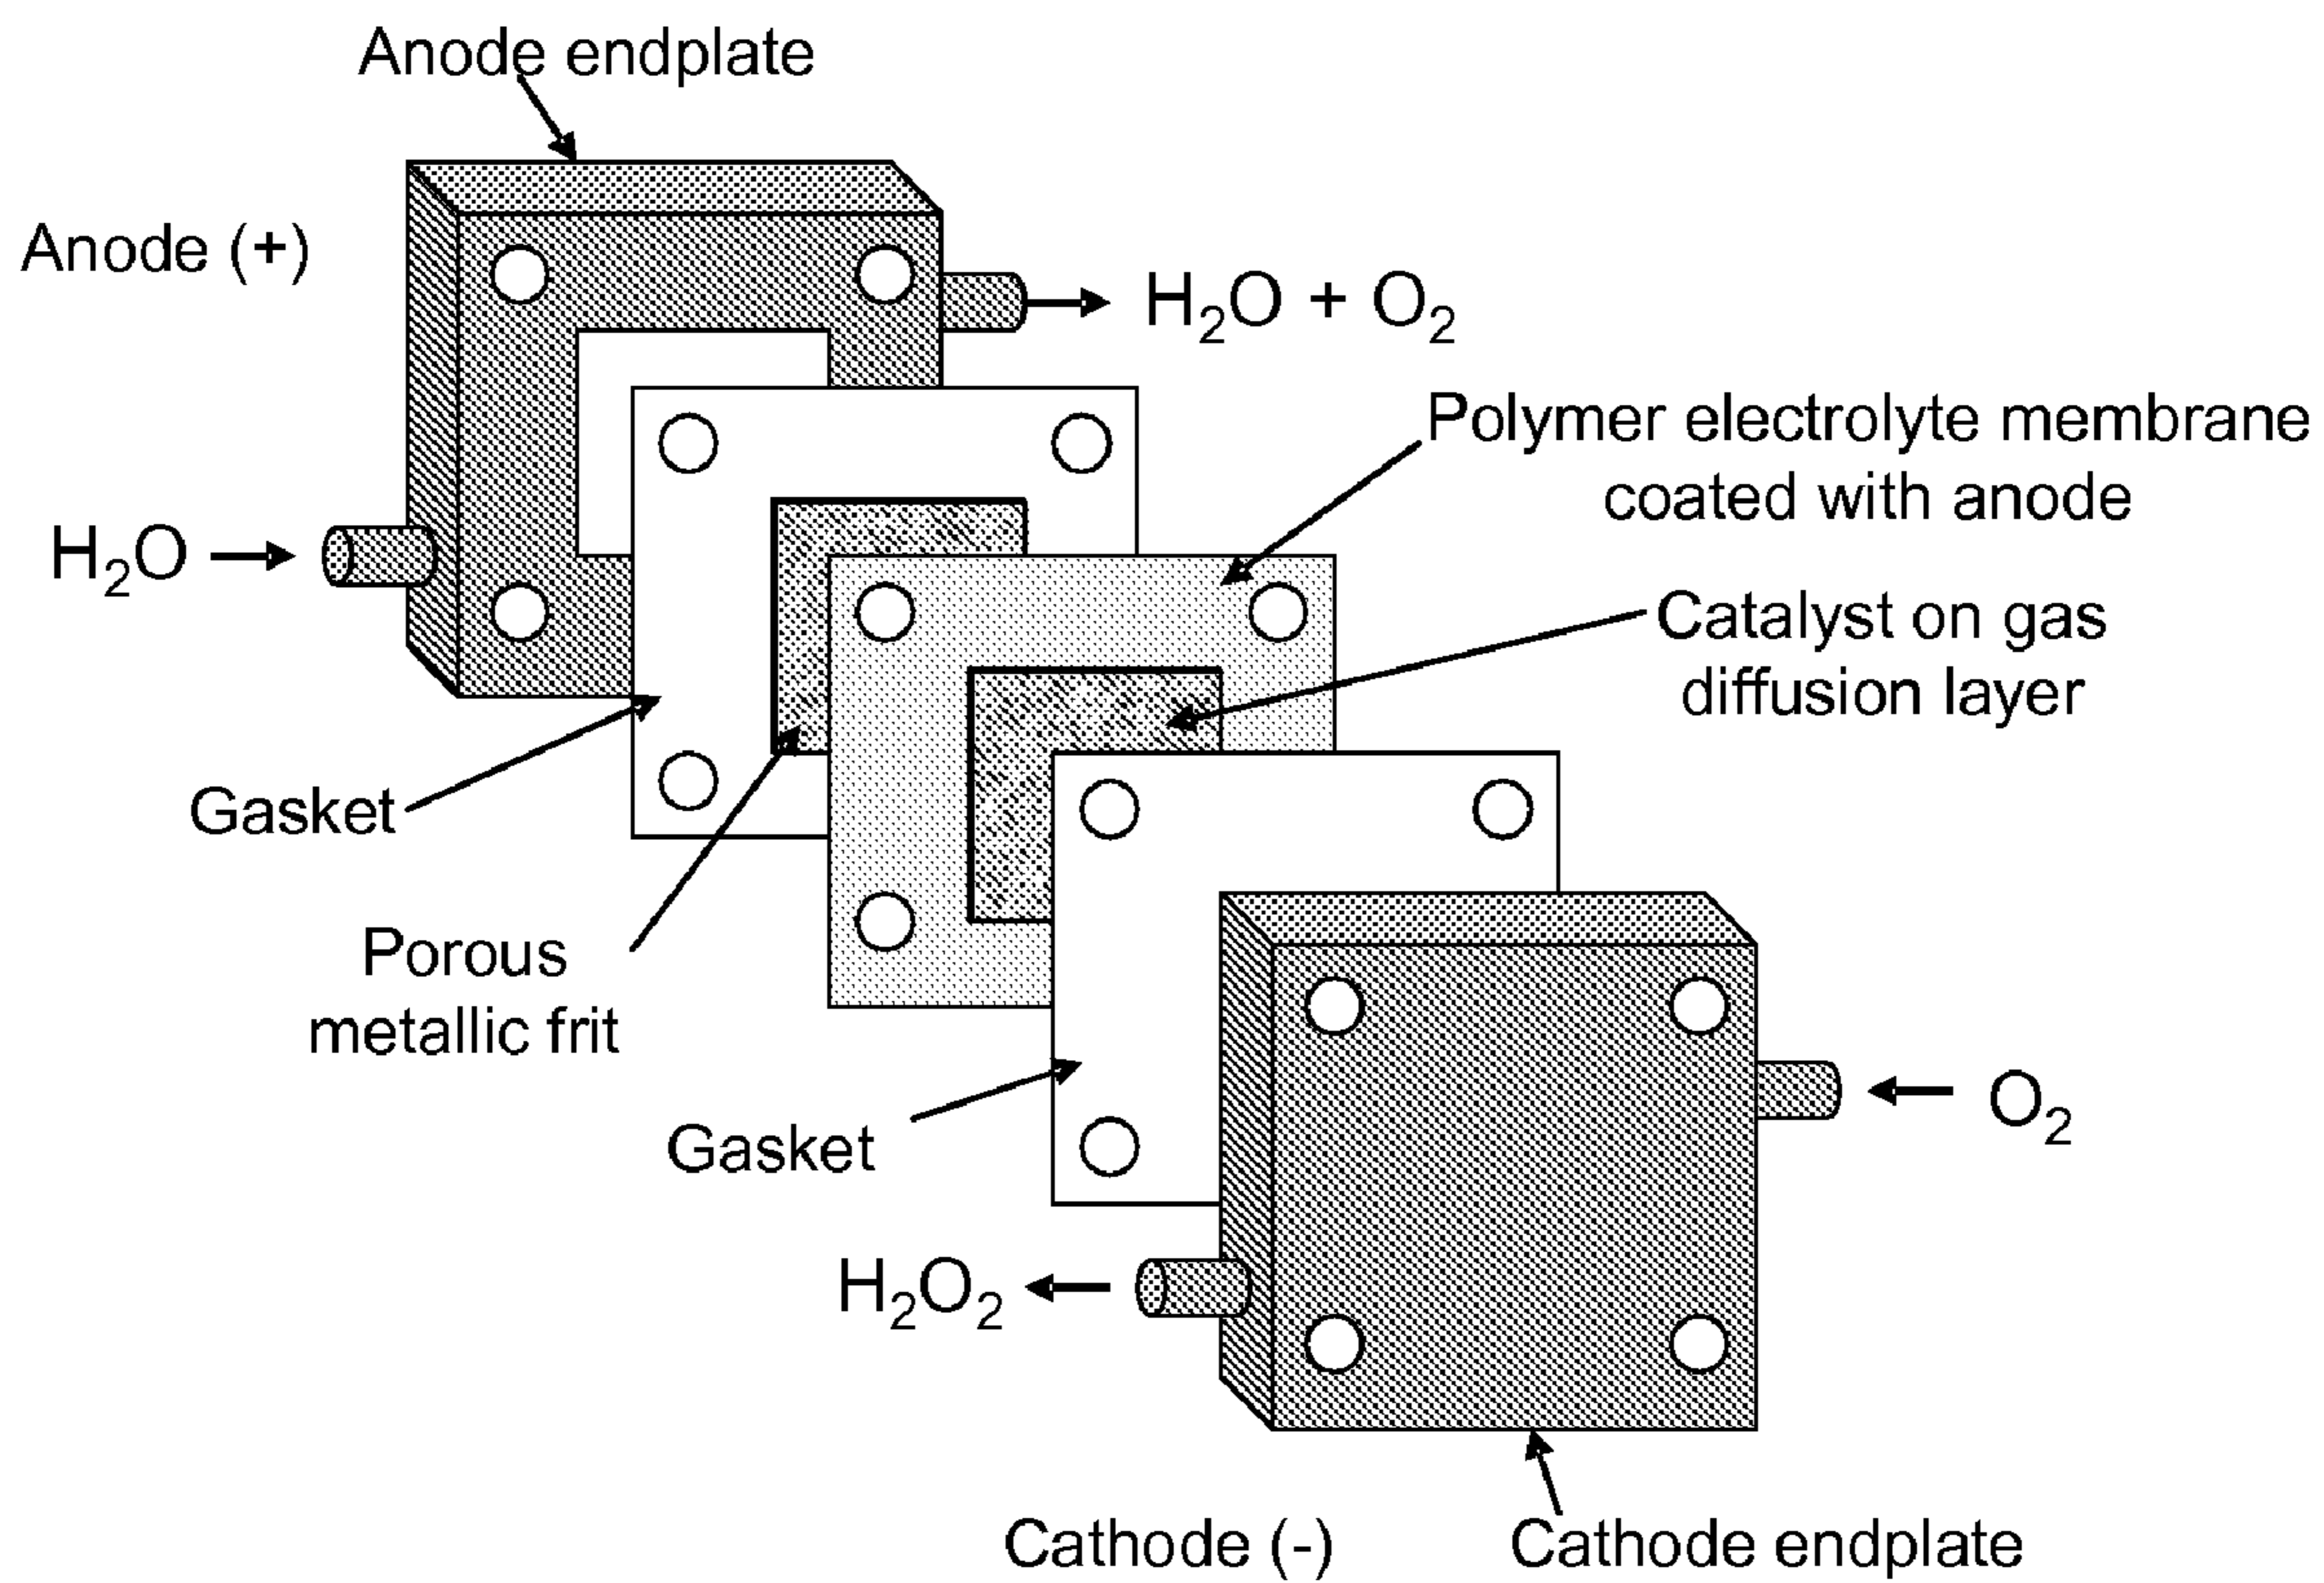 Anode endplate
Anode (+)
H₂O + O₂
Polymer electrolyte membrane
coated with anode
H₂O
Catalyst on gas
diffusion layer
Gasket
Porous
metallic frit
O₂
Gasket
H₂O₂
Cathode (-)
Cathode endplate